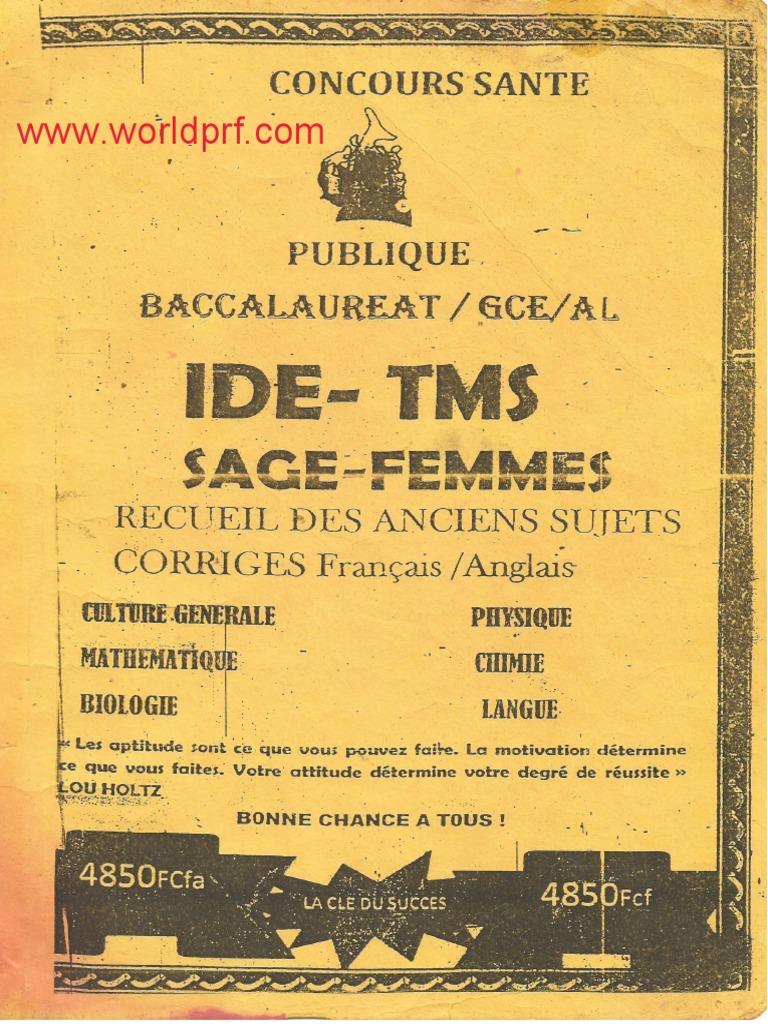 CONCOURS SANTE
www.worldprf.com
PUBLIQUE
BACCALAUREAT / GCE/AL
IDE- TMS
SAGE-FEMMES
RECUEIL DES ANCIENS SUJETS
CORRIGES Français /Anglais
CULTURE GENERALE PHYSIQUE
MATHEMATIQUE CHIMIE
BIOLOGIE LANGUE
« Les aptitude sont ce que vous pouvez faire. La motivation détermine
ce que vous faites. Votre attitude détermine votre degré de réussite »
LOU HOLTZ
BONNE CHANCE A TOUS !
4850FCfa LA CLE DU SUCCES 4850Fcf